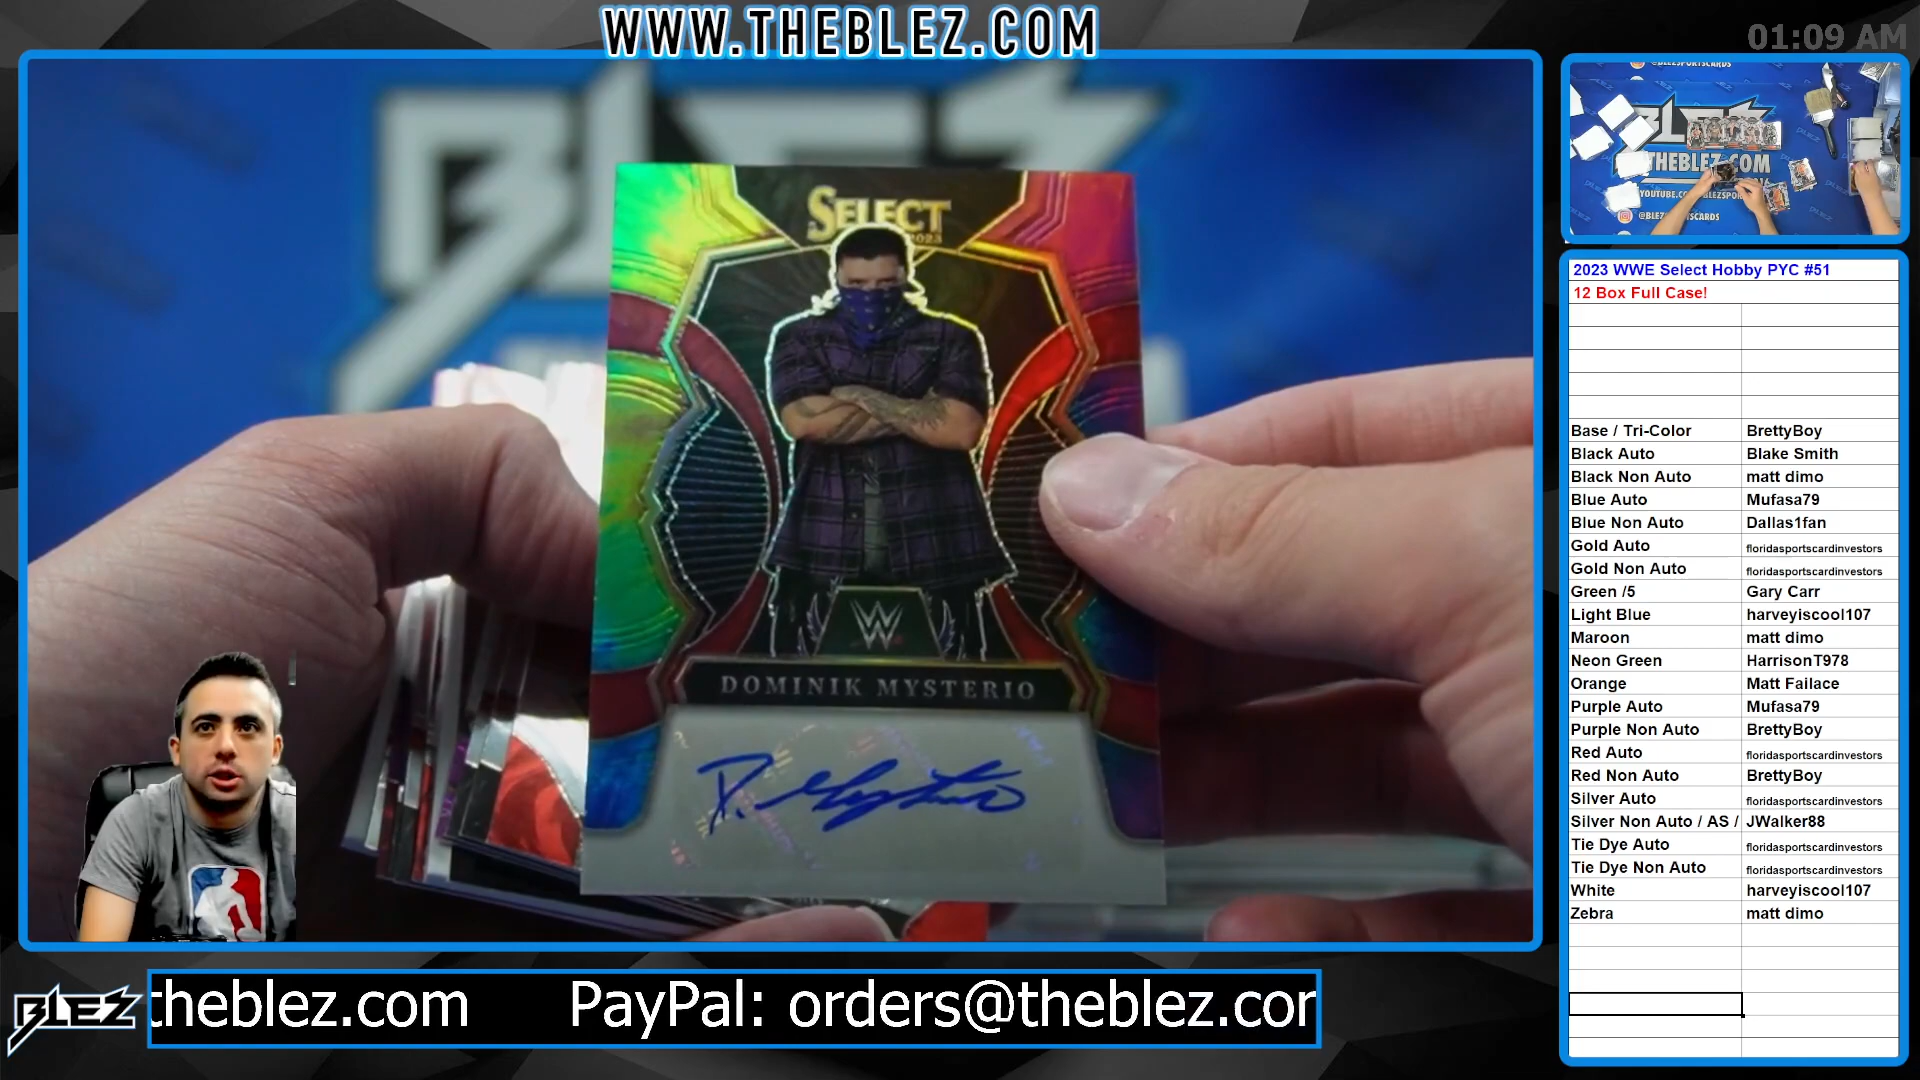 WWW.THEBLEZ.COM
01:09 AM
BLEZ
SELECT
2023
W
DOMINIK MYSTERIO
D. Mysterio
@BLEZSPORTSCARDS
THEBLEZ.COM
2023 WWE Select Hobby PYC #51
12 Box Full Case!
Base / Tri-Color BrettyBoy
Black Auto Blake Smith
Black Non Auto matt dimo
Blue Auto Mufasa79
Blue Non Auto Dallas1fan
Gold Auto floridasportscardinvestors
Gold Non Auto floridasportscardinvestors
Green /5 Gary Carr
Light Blue harveyiscool107
Maroon matt dimo
Neon Green HarrisonT978
Orange Matt Failace
Purple Auto Mufasa79
Purple Non Auto BrettyBoy
Red Auto floridasportscardinvestors
Red Non Auto BrettyBoy
Silver Auto floridasportscardinvestors
Silver Non Auto / AS / JWalker88
Tie Dye Auto floridasportscardinvestors
Tie Dye Non Auto floridasportscardinvestors
White harveyiscool107
Zebra matt dimo
BLEZ
theblez.com PayPal: orders@theblez.cor